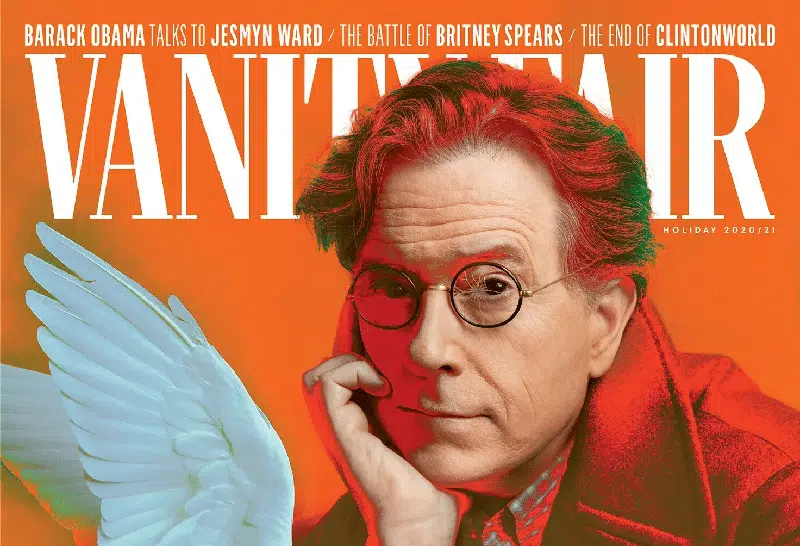 BARACK OBAMA TALKS TO JESMYN WARD / THE BATTLE OF BRITNEY SPEARS / THE END OF CLINTONWORLD
VANITY FAIR
HOLIDAY 2020/21